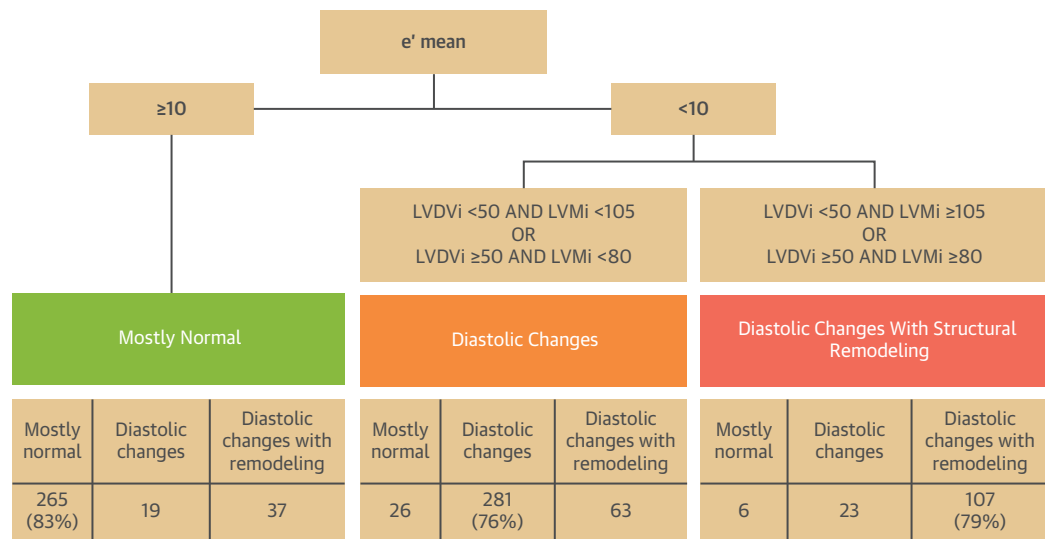 e′ mean
≥10
<10
LVDVi <50 AND LVMi <105
OR
LVDVi ≥50 AND LVMi <80
LVDVi <50 AND LVMi ≥105
OR
LVDVi ≥50 AND LVMi ≥80
Mostly Normal
Diastolic Changes
Diastolic Changes With Structural
Remodeling
Mostly
normal
Diastolic
changes
Diastolic
changes with
remodeling
265
(83%)
19
37
Mostly
normal
Diastolic
changes
Diastolic
changes with
remodeling
26
281
(76%)
63
Mostly
normal
Diastolic
changes
Diastolic
changes with
remodeling
6
23
107
(79%)